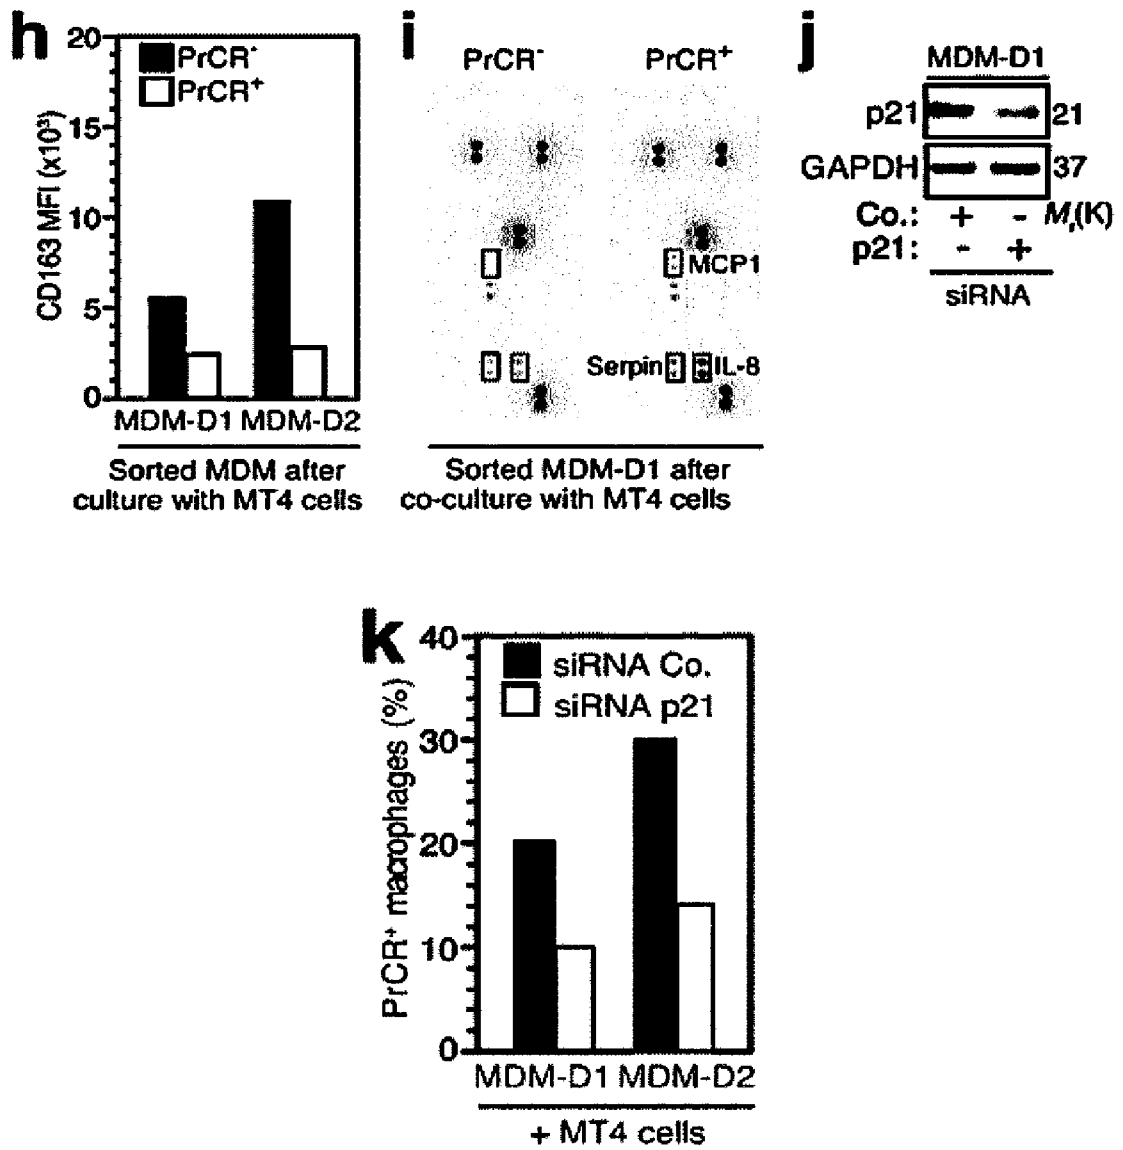 h
20
15
10
5
0
CD163 MFI (x10³)
PrCR⁻
PrCR⁺
MDM-D1 MDM-D2
Sorted MDM after
culture with MT4 cells
i
PrCR⁻ PrCR⁺
MCP1
Serpin IL-8
Sorted MDM-D1 after
co-culture with MT4 cells
j
MDM-D1
p21 21
GAPDH 37
Co.: + - Mᵣ(K)
p21: - +
siRNA
k
40
30
20
10
0
PrCR⁺ macrophages (%)
siRNA Co.
siRNA p21
MDM-D1 MDM-D2
+ MT4 cells